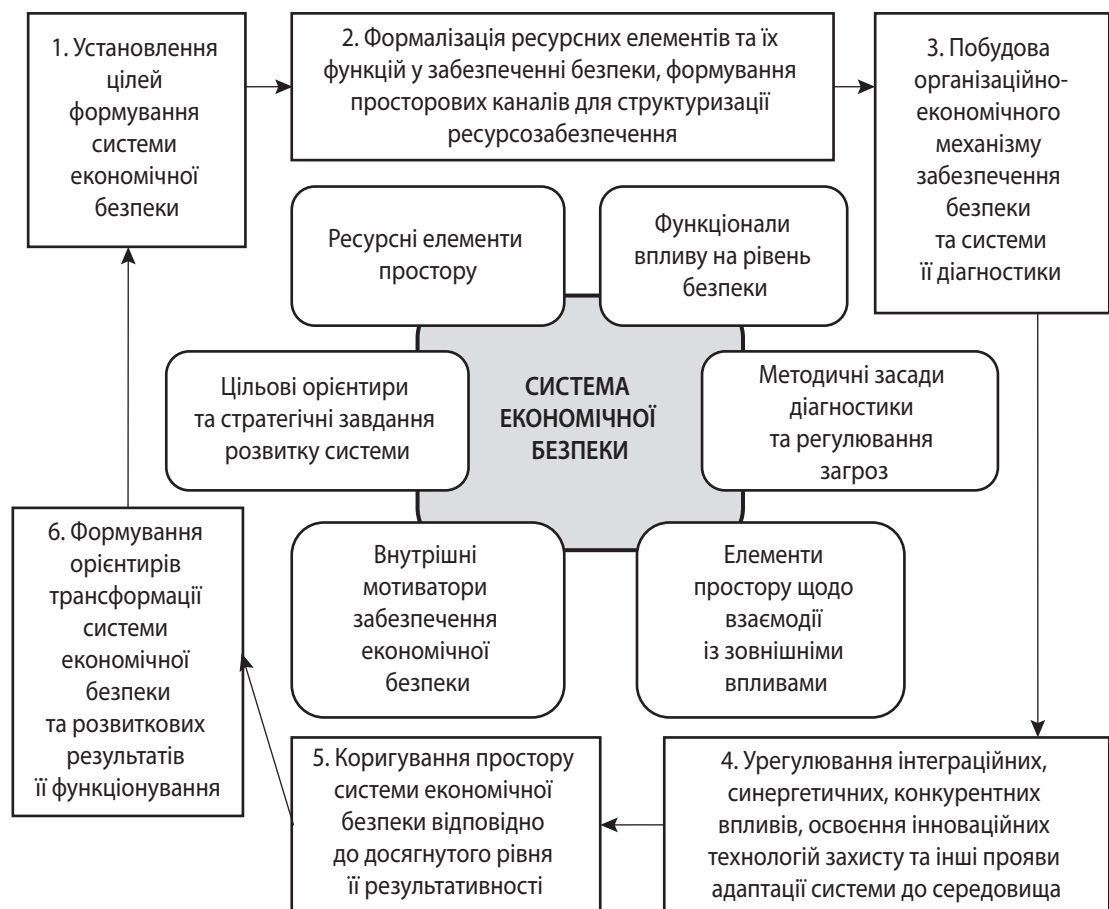 1. Установлення
цілей
формування
системи
економічної
безпеки
2. Формалізація ресурсних елементів та їх
функцій у забезпеченні безпеки, формування
просторових каналів для структуризації
ресурсозабезпечення
3. Побудова
організаційно-
економічного
механізму
забезпечення
безпеки
та системи
її діагностики
Ресурсні елементи
простору
Функціонали
впливу на рівень
безпеки
Цільові орієнтири
та стратегічні завдання
розвитку системи
СИСТЕМА
ЕКОНОМІЧНОЇ
БЕЗПЕКИ
Методичні засади
діагностики
та регулювання
загроз
Внутрішні
мотиватори
забезпечення
економічної
безпеки
Елементи
простору щодо
взаємодії
із зовнішніми
впливами
6. Формування
орієнтирів
трансформації
системи
економічної
безпеки
та розвиткових
результатів
її функціонування
5. Коригування простору
системи економічної
безпеки відповідно
до досягнутого рівня
її результативності
4. Урегулювання інтеграційних,
синергетичних, конкурентних
впливів, освоєння інноваційних
технологій захисту та інші прояви
адаптації системи до середовища